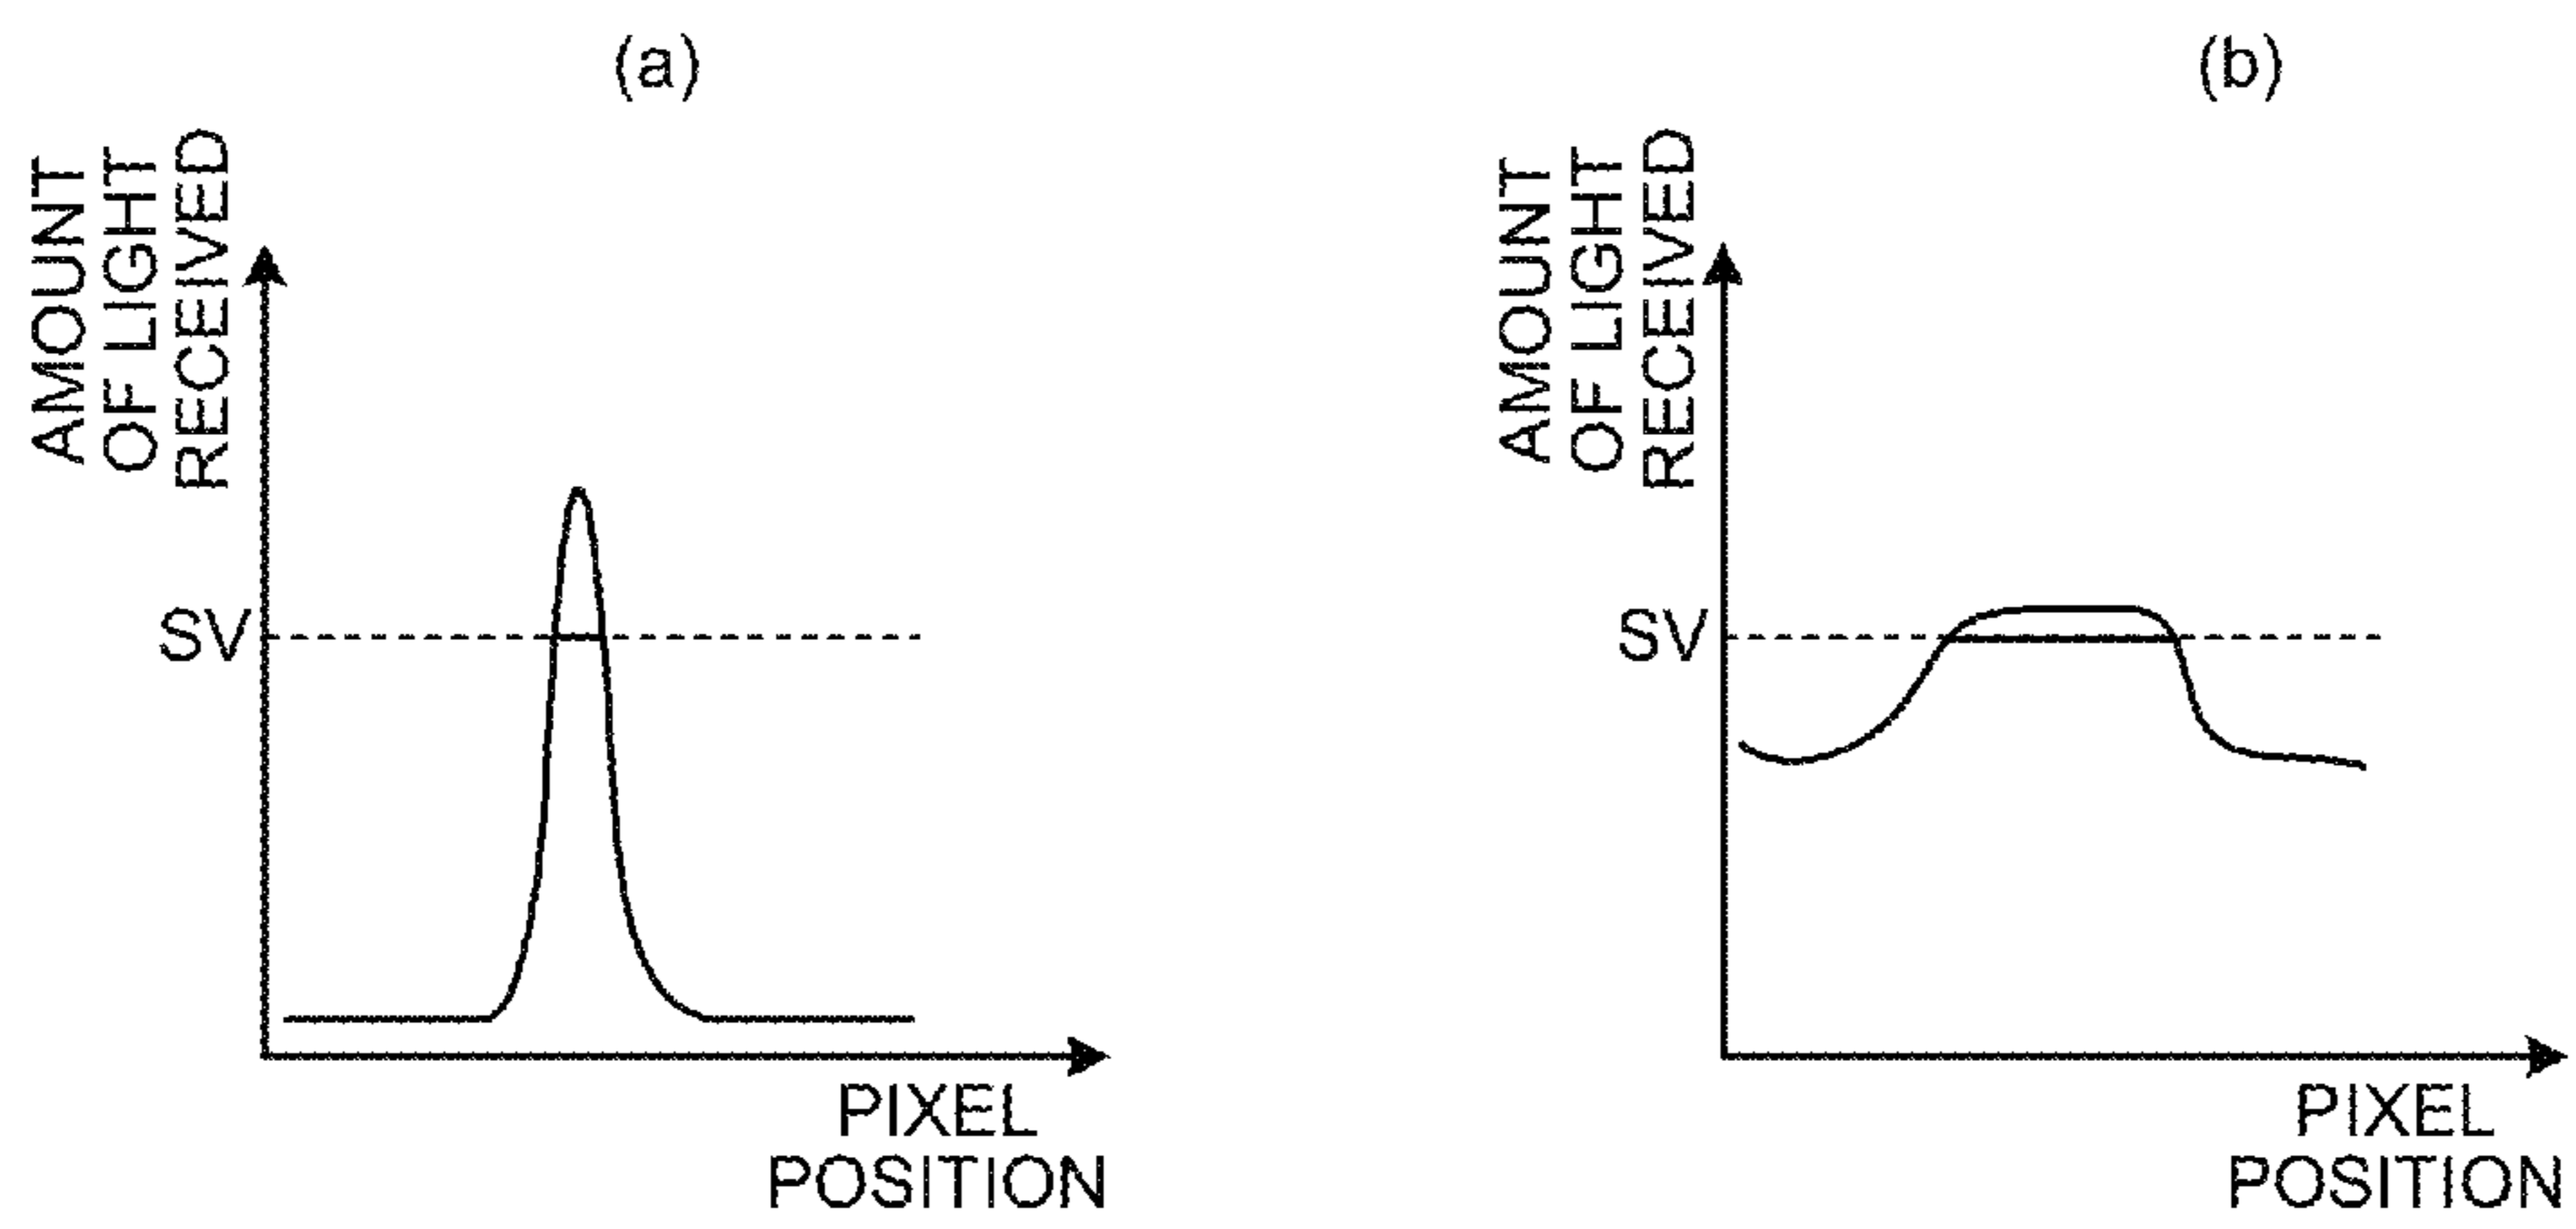 (a)
AMOUNT
OF LIGHT
RECEIVED
SV
PIXEL
POSITION
(b)
AMOUNT
OF LIGHT
RECEIVED
SV
PIXEL
POSITION